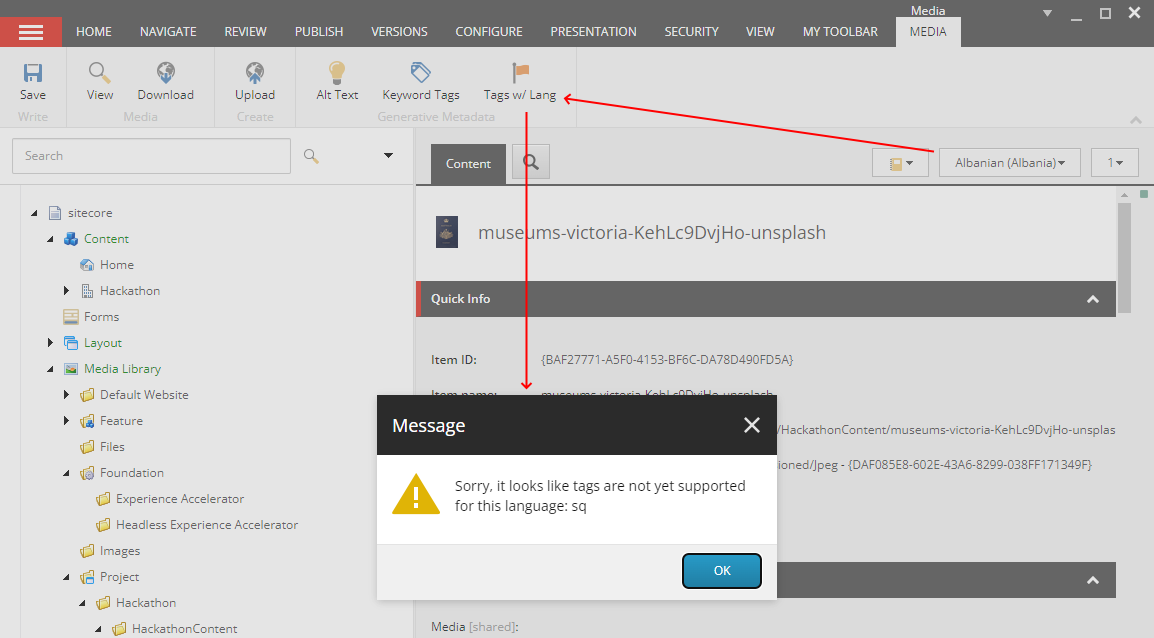 Media
HOME NAVIGATE REVIEW PUBLISH VERSIONS CONFIGURE PRESENTATION SECURITY VIEW MY TOOLBAR MEDIA
Save View Download Upload Alt Text Keyword Tags Tags w/ Lang
Write Media Create Generative Metadata
Search
Content
Albanian (Albania)
1
sitecore
Content
Home
Hackathon
Forms
Layout
Media Library
Default Website
Feature
Files
Foundation
Experience Accelerator
Headless Experience Accelerator
Images
Project
Hackathon
HackathonContent
museums-victoria-KehLc9DvjHo-unsplash
Quick Info
Item ID: {BAF27771-A5F0-4153-BF6C-DA78D490FD5A}
Item name: museums-victoria-KehLc9DvjHo-unsplash
/HackathonContent/museums-victoria-KehLc9DvjHo-unsplas
ioned/Jpeg - {DAF085E8-602E-43A6-8299-038FF171349F}
Message
Sorry, it looks like tags are not yet supported
for this language: sq
OK
Media [shared]: